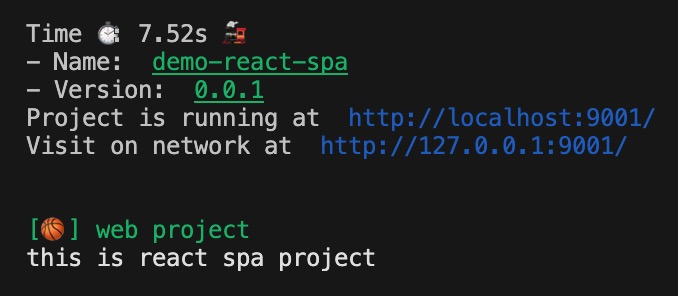 Time ⏱: 7.52s 🚂
- Name:  demo-react-spa
- Version:  0.0.1
Project is running at  http://localhost:9001/
Visit on network at  http://127.0.0.1:9001/
[🏀] web project
this is react spa project